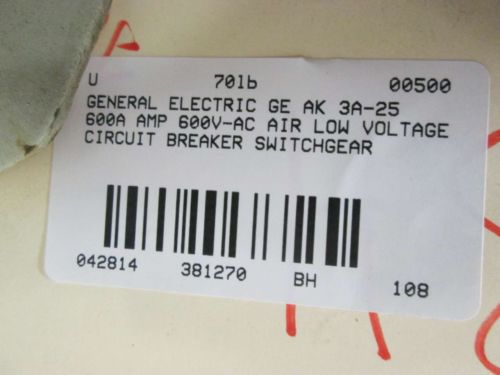 U 701b 00500
GENERAL ELECTRIC GE AK 3A-25
600A AMP 600V-AC AIR LOW VOLTAGE
CIRCUIT BREAKER SWITCHGEAR
042814 381270 BH 108